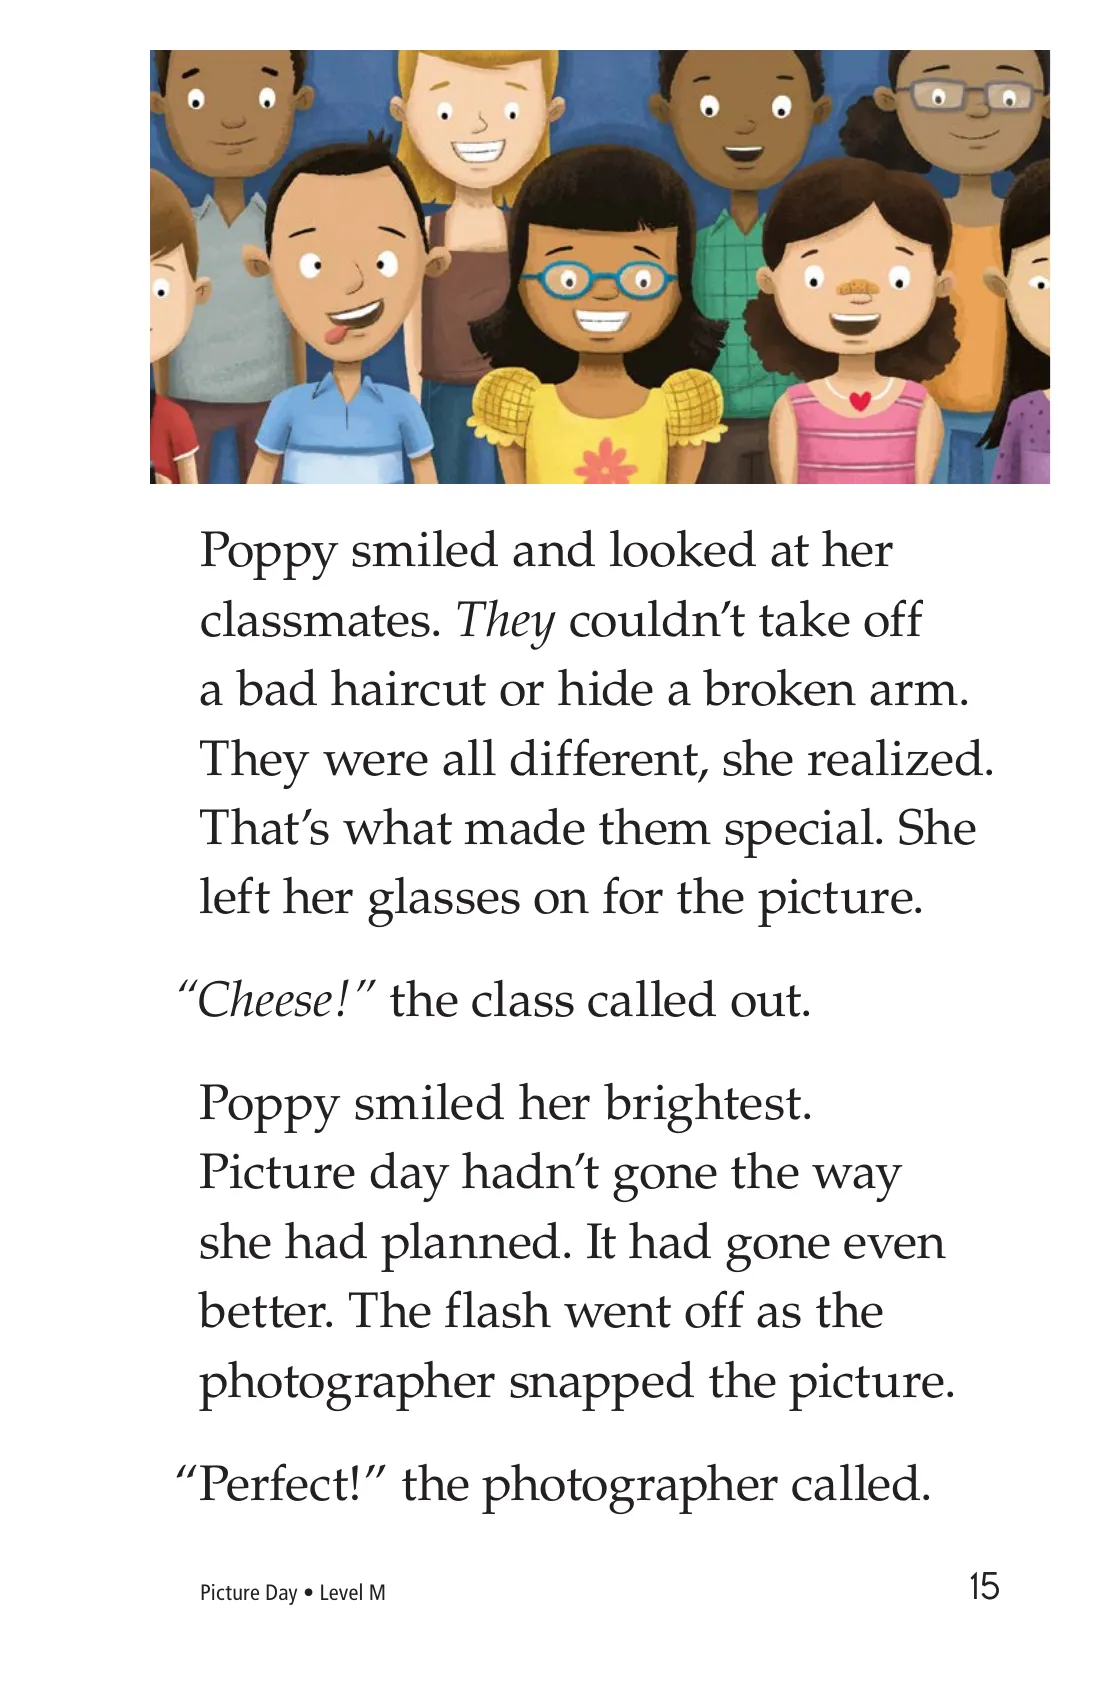 Poppy smiled and looked at her
classmates. They couldn’t take off
a bad haircut or hide a broken arm.
They were all different, she realized.
That’s what made them special. She
left her glasses on for the picture.
“Cheese!” the class called out.
Poppy smiled her brightest.
Picture day hadn’t gone the way
she had planned. It had gone even
better. The flash went off as the
photographer snapped the picture.
“Perfect!” the photographer called.
Picture Day • Level M
15